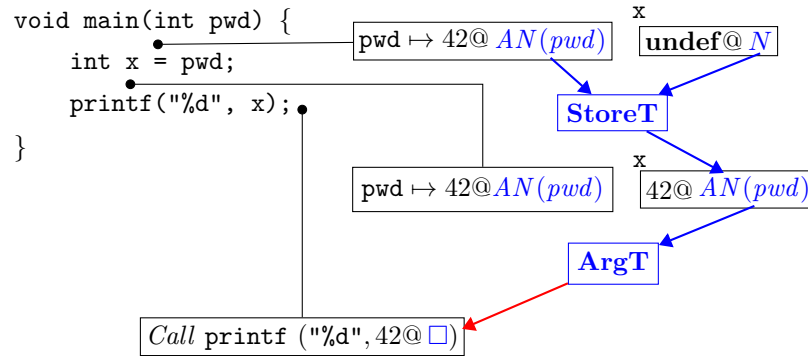 void main(int pwd) {
int x = pwd;
printf("%d", x);
}
pwd ↦ 42@ AN(pwd)
x
undef@ N
StoreT
pwd ↦ 42@AN(pwd)
x
42@ AN(pwd)
ArgT
Call printf ("%d", 42@ □)